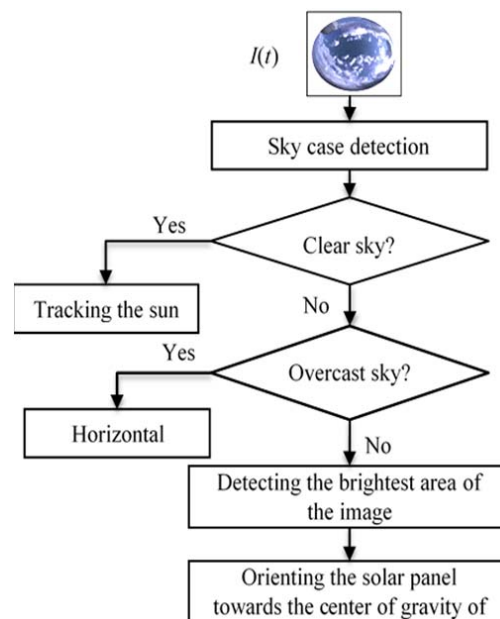 I(t)
Sky case detection
Yes
Clear sky?
Tracking the sun
No
Yes
Overcast sky?
Horizontal
No
Detecting the brightest area of
the image
Orienting the solar panel
towards the center of gravity of